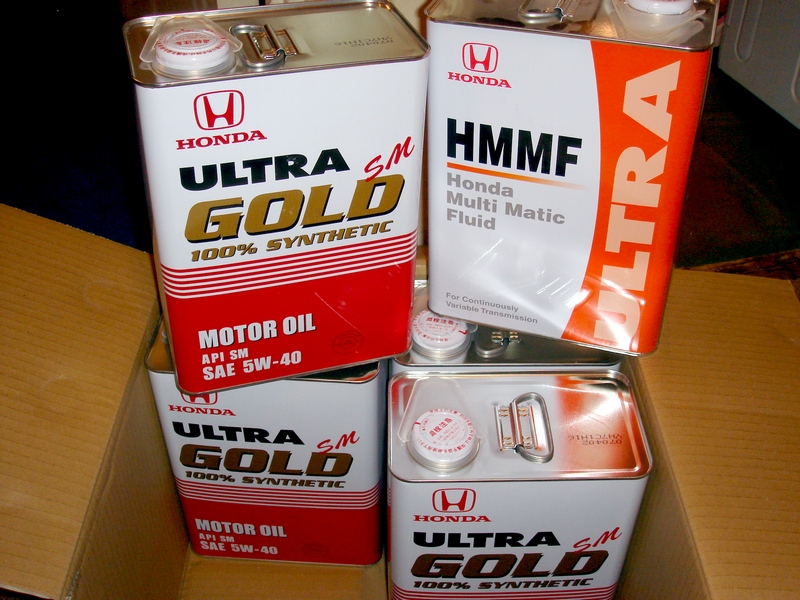 HONDA
ULTRA SM
GOLD
100% SYNTHETIC
MOTOR OIL
API SM
SAE 5W-40
HONDA
HMMF
Honda
Multi Matic
Fluid
For Continuously
Variable Transmission
ULTRA
HONDA
ULTRA SM
GOLD
100% SYNTHETIC
MOTOR OIL
API SM
SAE 5W-40
070402
VH7C1H16
HONDA
ULTRA SM
GOLD
100% SYNTHETIC